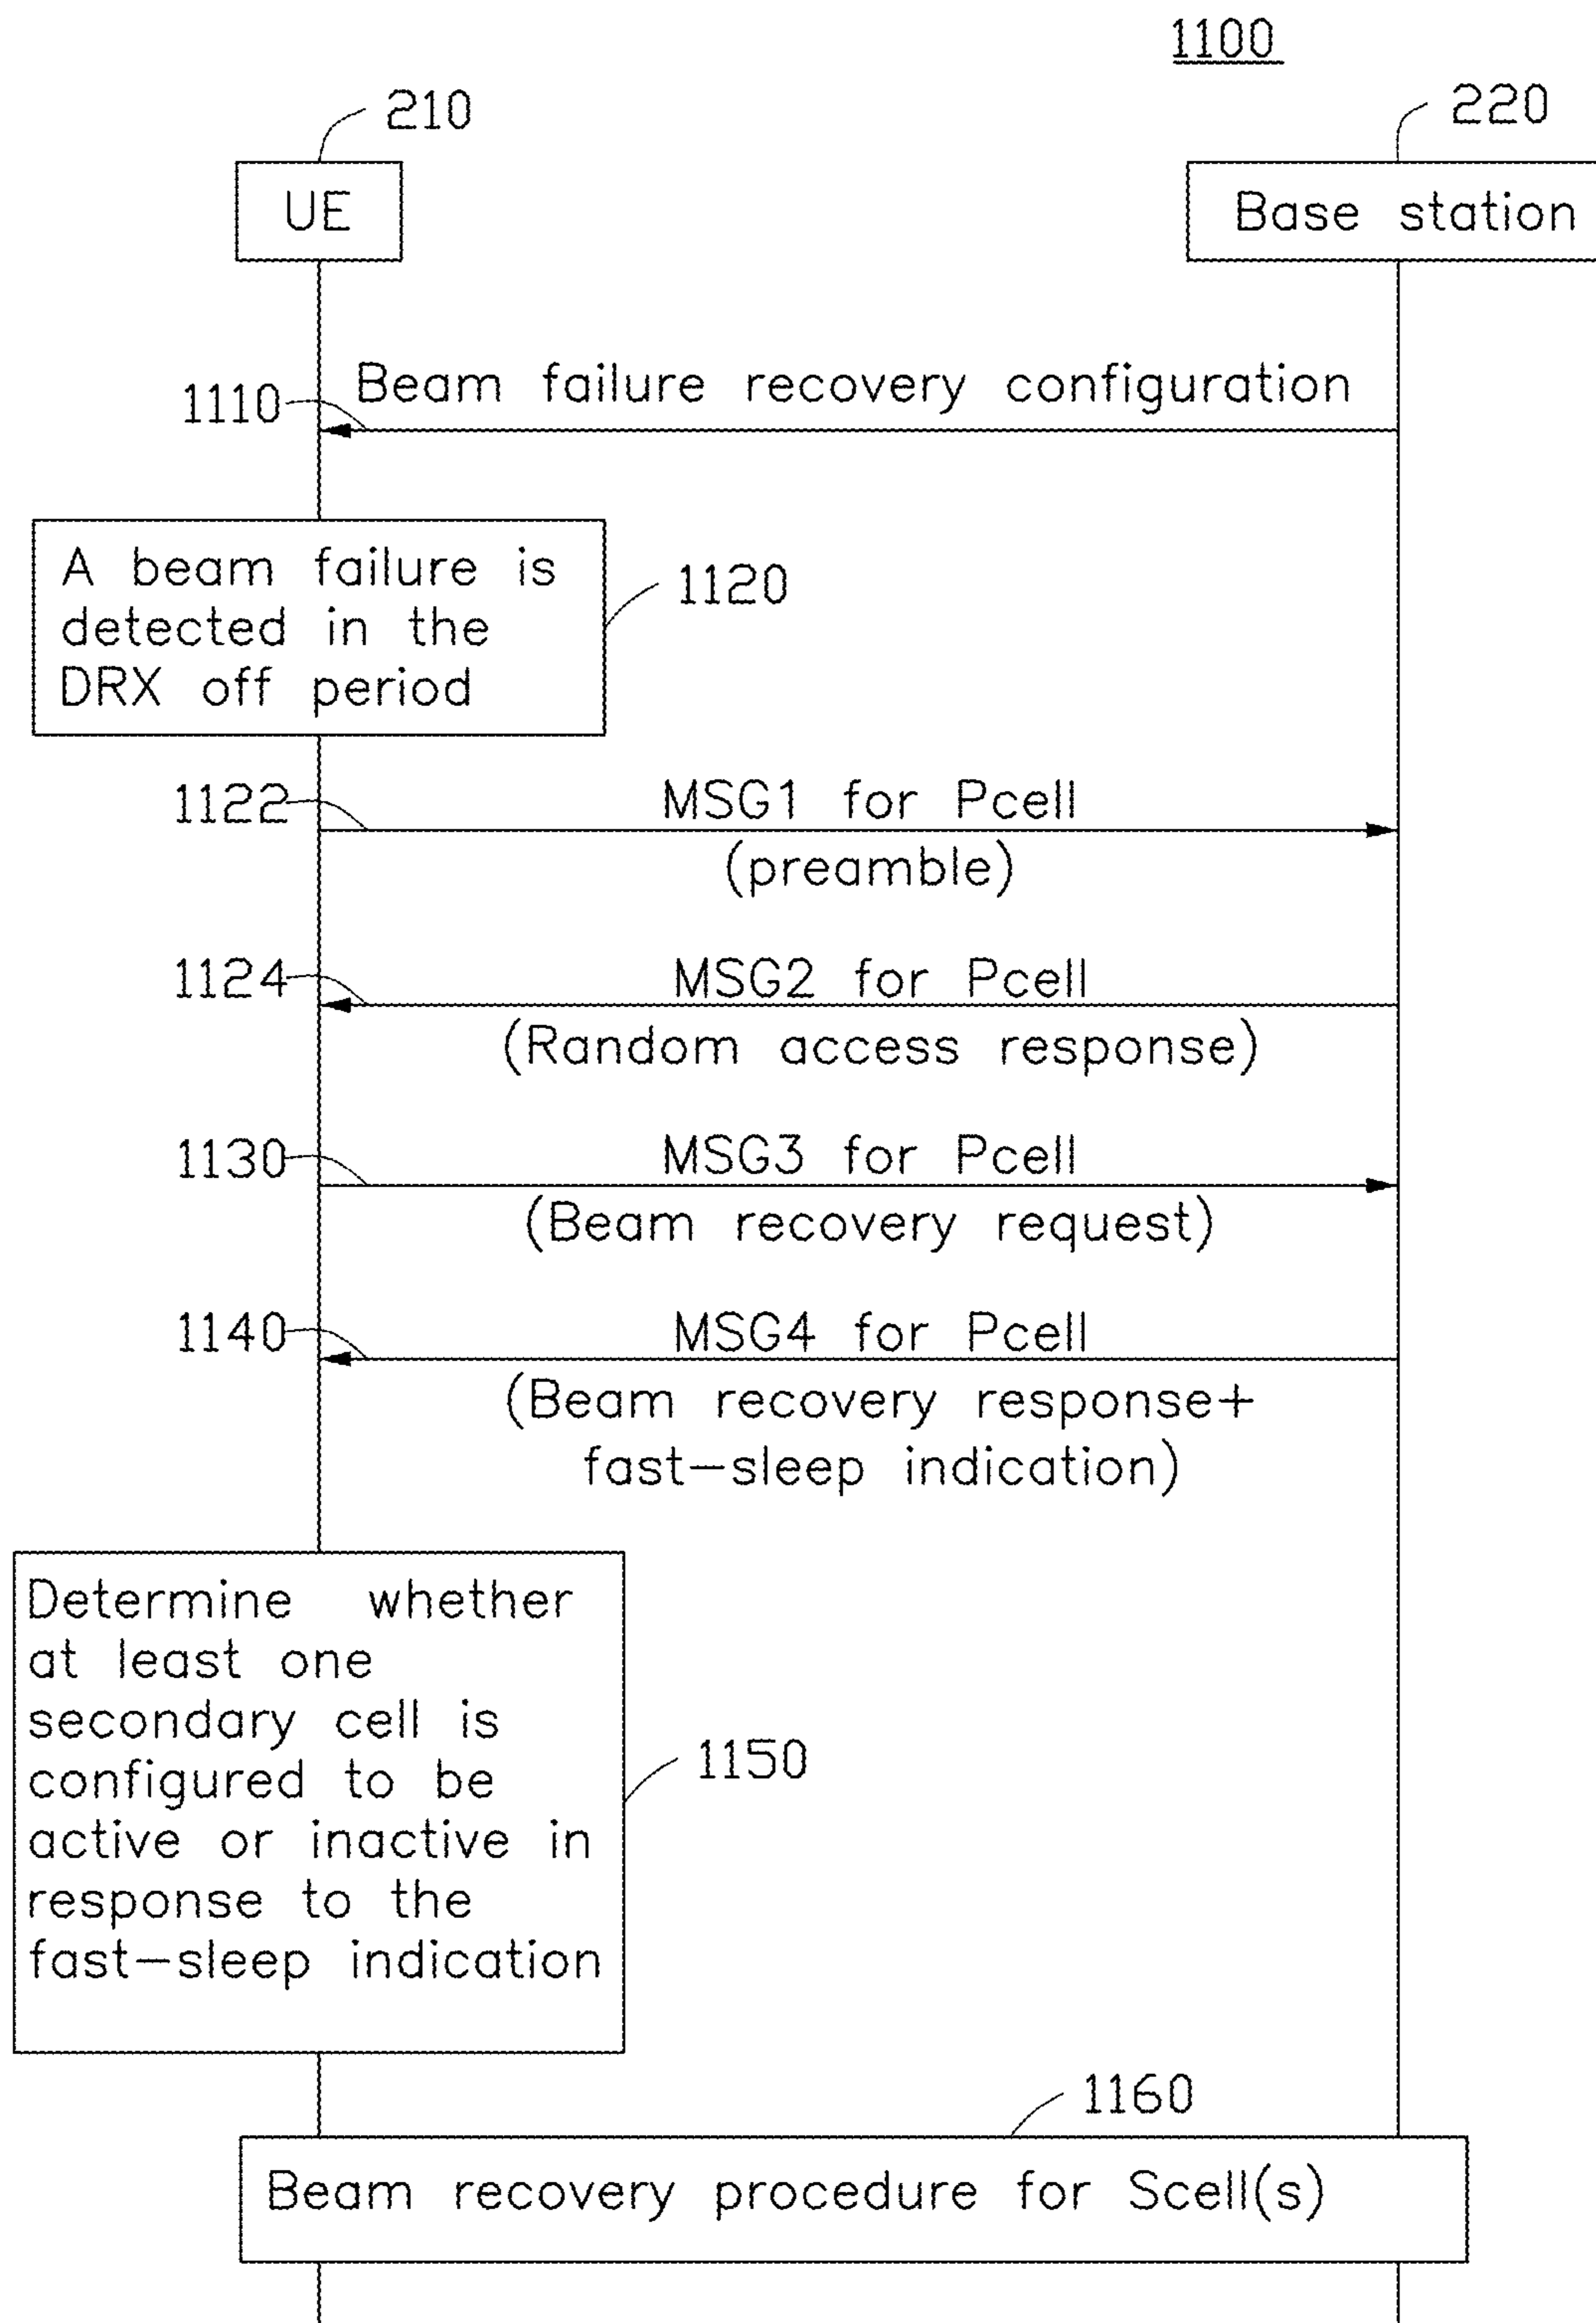 1100
210
220
UE
Base station
Beam failure recovery configuration
1110
A beam failure is
detected in the
DRX off period
1120
1122
MSG1 for Pcell
(preamble)
1124
MSG2 for Pcell
(Random access response)
1130
MSG3 for Pcell
(Beam recovery request)
1140
MSG4 for Pcell
(Beam recovery response+
fast-sleep indication)
Determine whether
at least one
secondary cell is
configured to be
active or inactive in
response to the
fast-sleep indication
1150
1160
Beam recovery procedure for Scell(s)